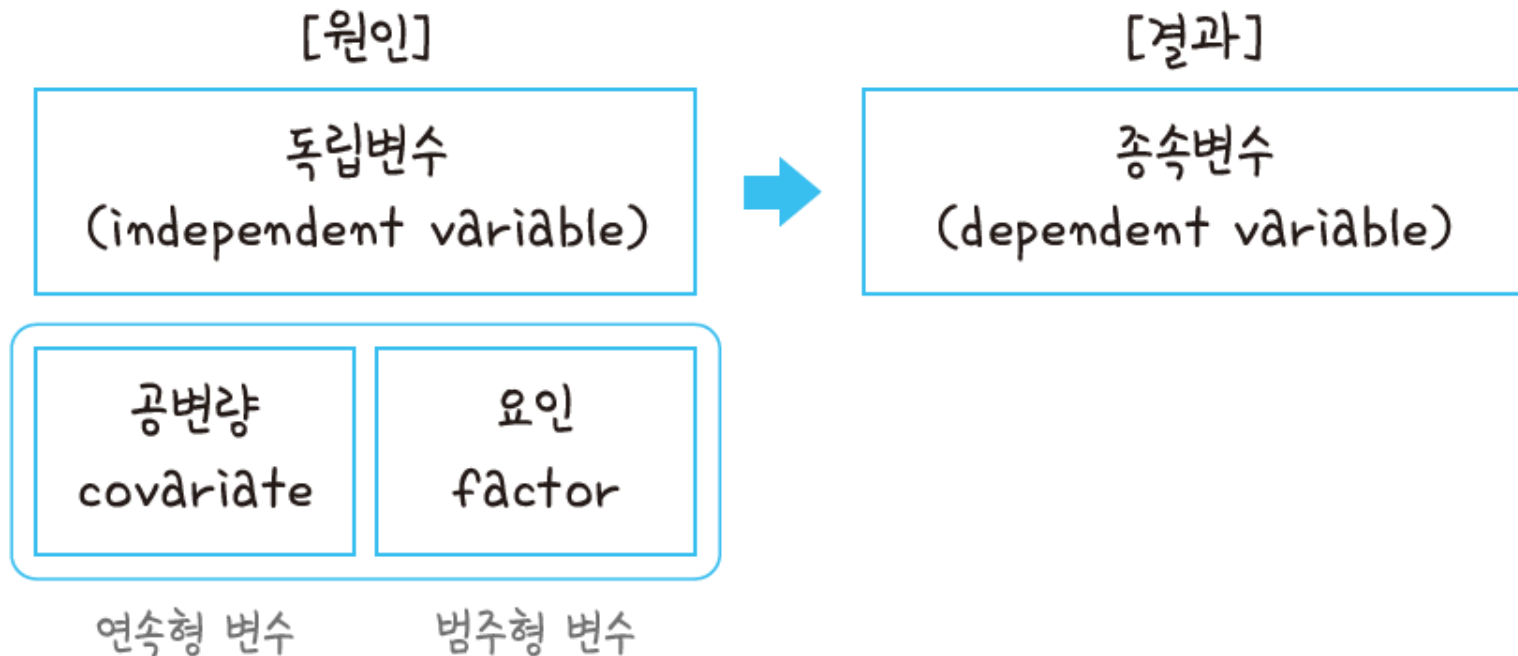 [원인]
[결과]
독립변수
(independent variable)
종속변수
(dependent variable)
공변량
covariate
요인
factor
연속형 변수
범주형 변수